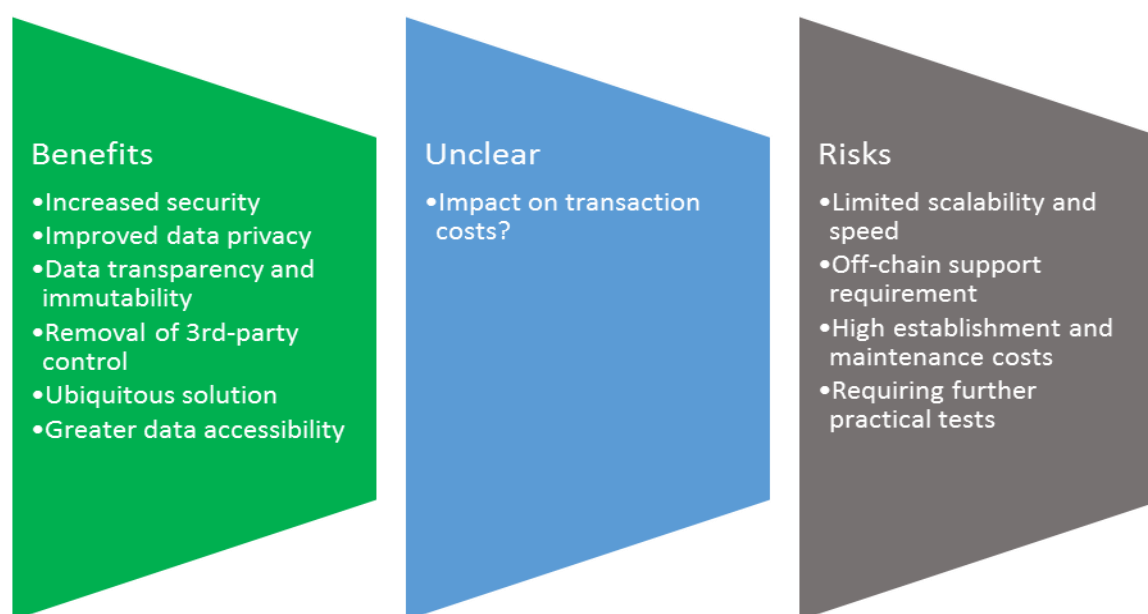 Benefits
•Increased security
•Improved data privacy
•Data transparency and
immutability
•Removal of 3rd-party
control
•Ubiquitous solution
•Greater data accessibility
Unclear
•Impact on transaction
costs?
Risks
•Limited scalability and
speed
•Off-chain support
requirement
•High establishment and
maintenance costs
•Requiring further
practical tests